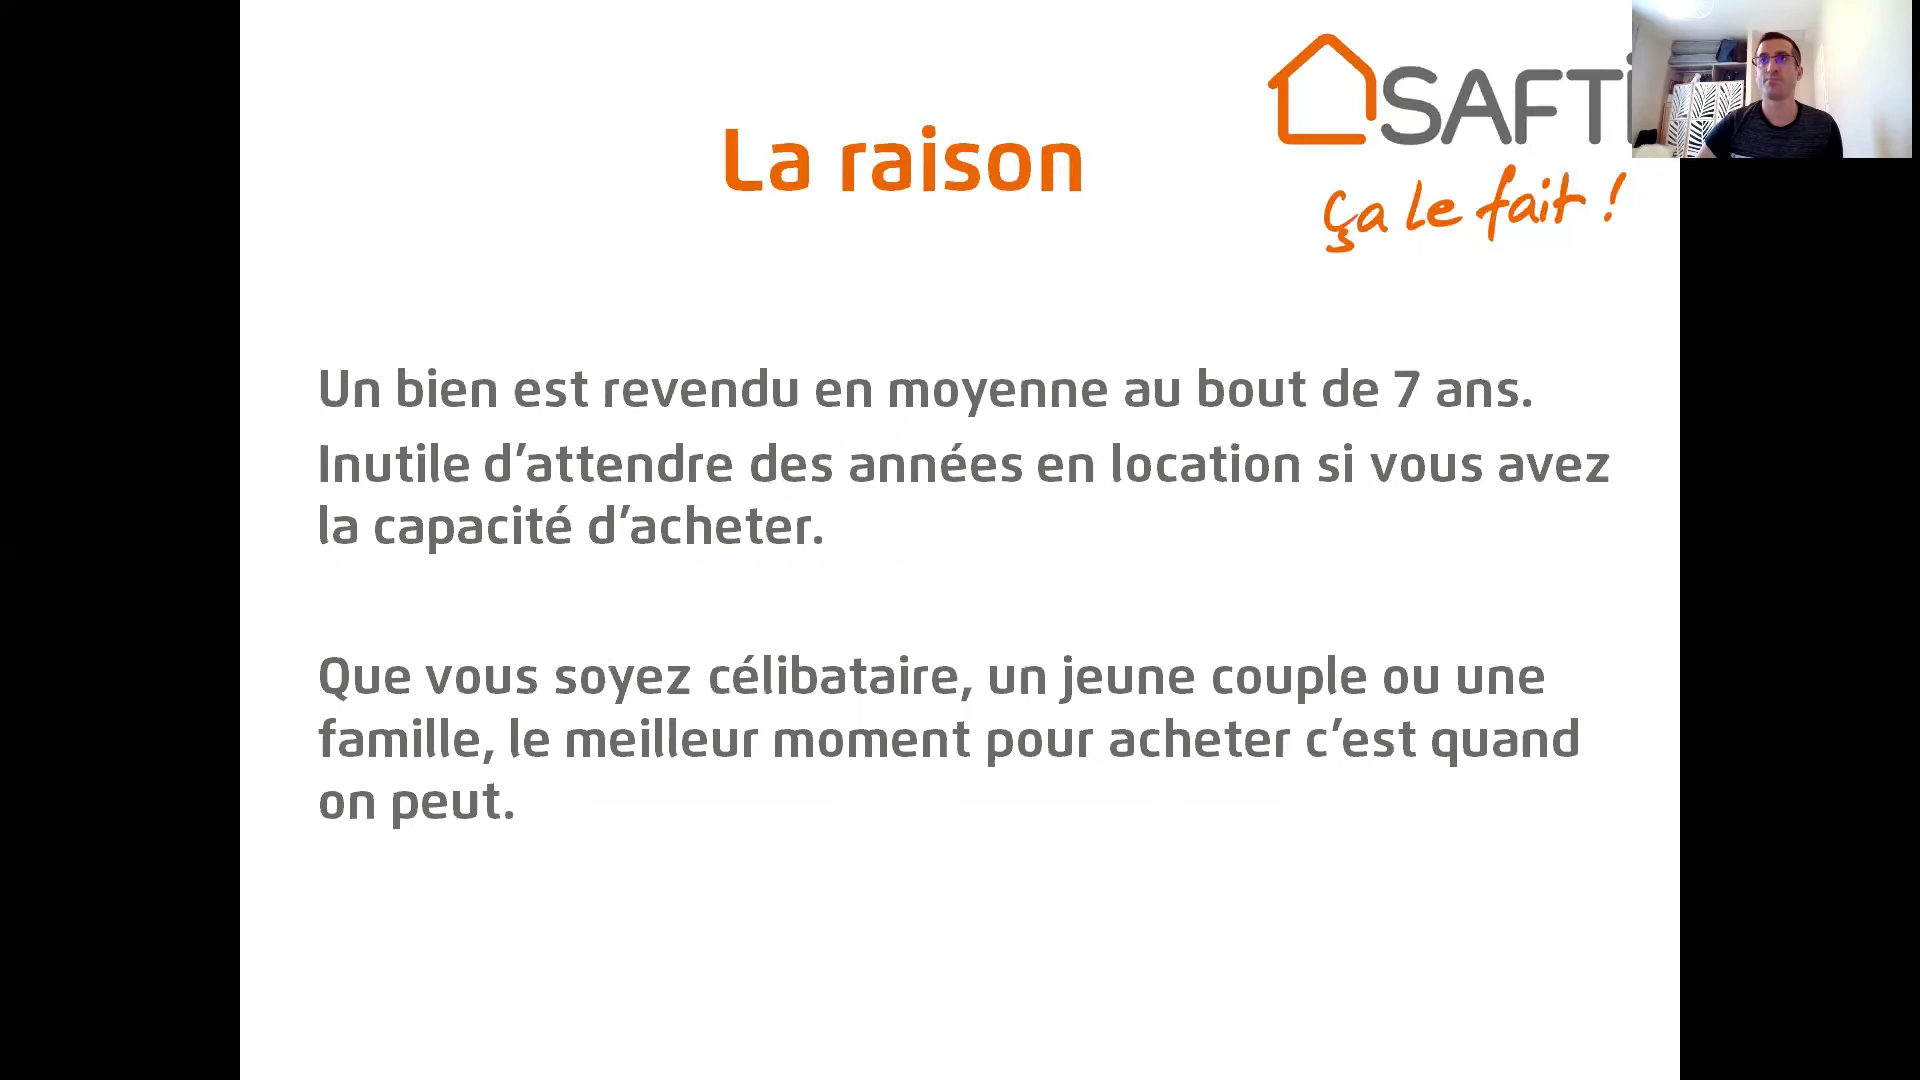 SAFTI
La raison
ça le fait !
Un bien est revendu en moyenne au bout de 7 ans.
Inutile d’attendre des années en location si vous avez
la capacité d’acheter.
Que vous soyez célibataire, un jeune couple ou une
famille, le meilleur moment pour acheter c’est quand
on peut.